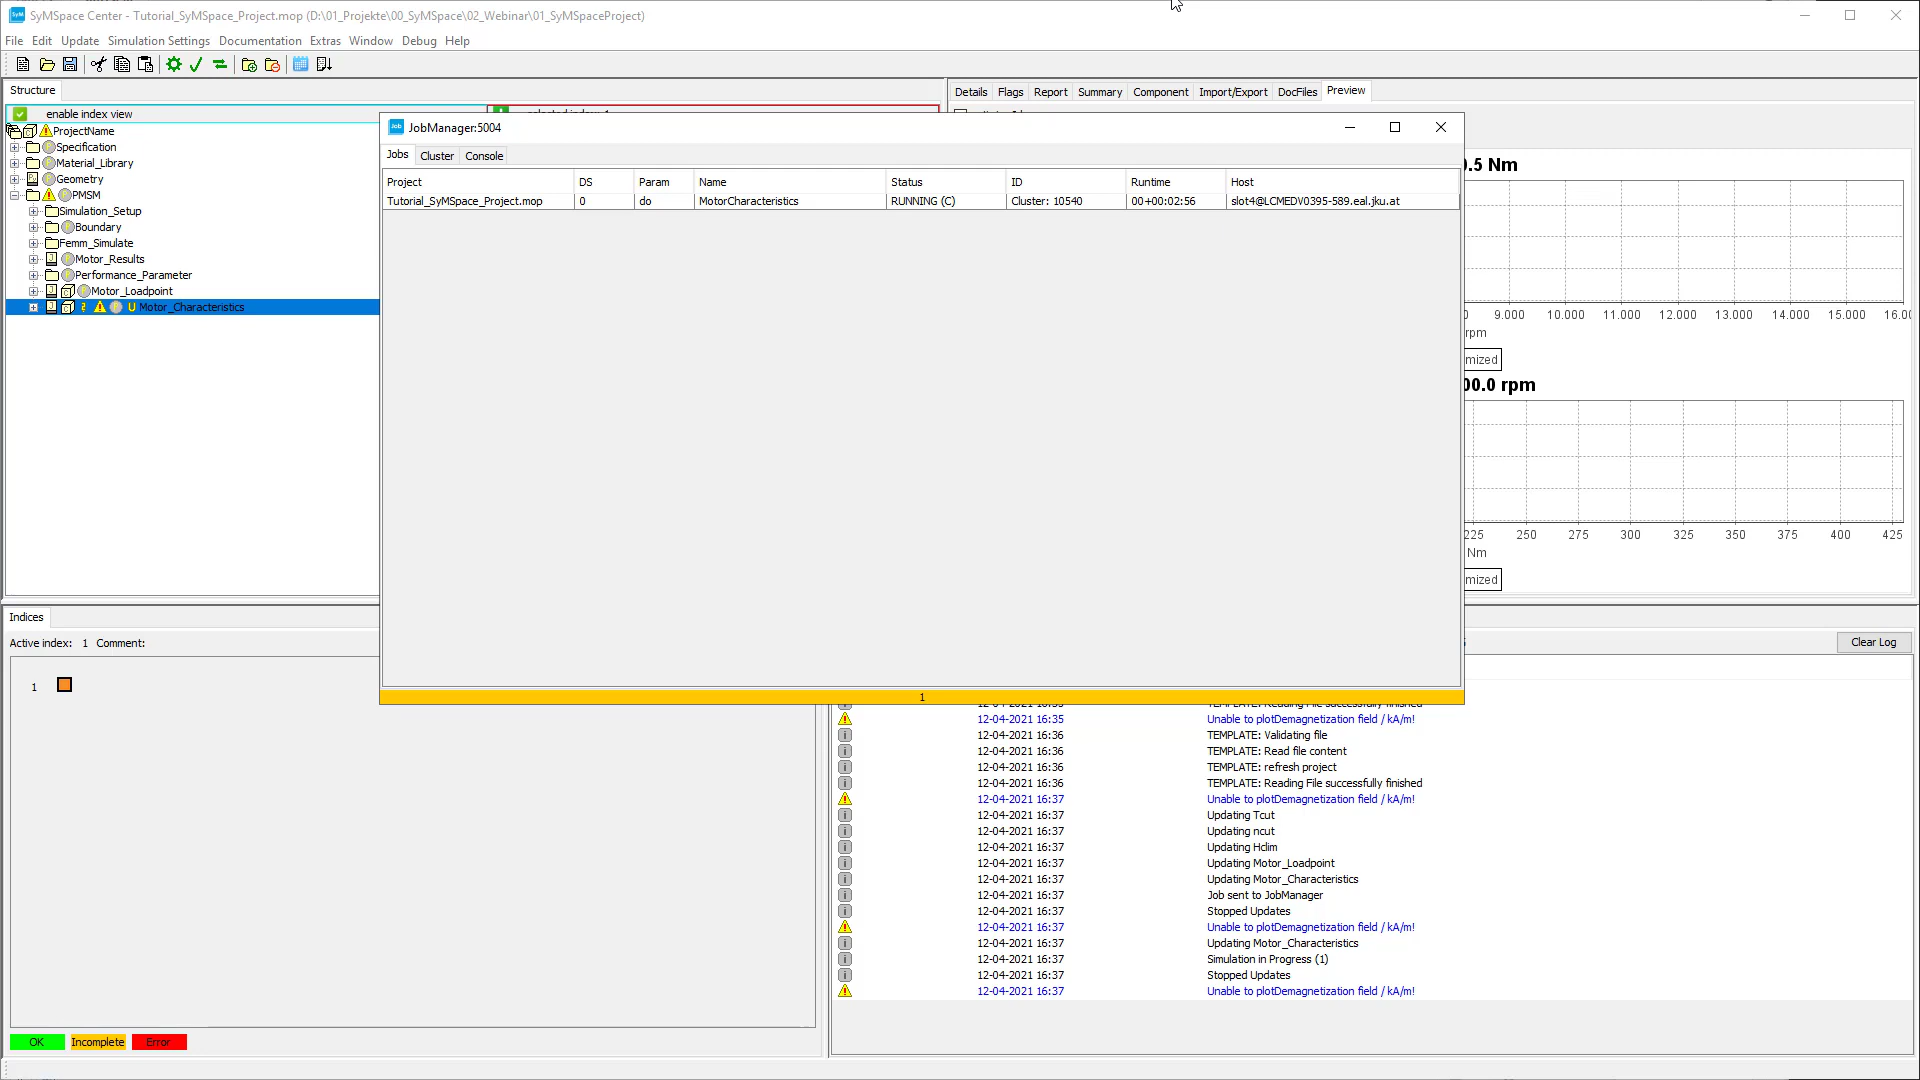 SyMSpace Center - Tutorial_SyMSpace_Project.mop (D:\01_Projekte\00_SyMSpace\02_Webinar\01_SyMSpaceProject)
File Edit Update Simulation Settings Documentation Extras Window Debug Help
Structure
Details Flags Report Summary Component Import/Export DocFiles Preview
enable index view
ProjectName
Specification
Material_Library
Geometry
PMSM
Simulation_Setup
Boundary
Femm_Simulate
Motor_Results
Performance_Parameter
Motor_Loadpoint
Motor_Characteristics
JobManager:5004
Jobs Cluster Console
Project DS Param Name Status ID Runtime Host
Tutorial_SyMSpace_Project.mop 0 do MotorCharacteristics RUNNING (C) Cluster: 10540 00+00:02:56 slot4@LCMEDV0395-589.eal.jku.at
1
.5 Nm
9.000 10.000 11.000 12.000 13.000 14.000 15.000 16.0
rpm
mized
00.0 rpm
225 250 275 300 325 350 375 400 425
Nm
mized
Indices
Active index: 1 Comment:
1
OK Incomplete Error
Clear Log
12-04-2021 16:35 TEMPLATE: Reading File successfully finished
12-04-2021 16:35 Unable to plotDemagnetization field / kA/m!
12-04-2021 16:36 TEMPLATE: Validating file
12-04-2021 16:36 TEMPLATE: Read file content
12-04-2021 16:36 TEMPLATE: refresh project
12-04-2021 16:36 TEMPLATE: Reading File successfully finished
12-04-2021 16:37 Unable to plotDemagnetization field / kA/m!
12-04-2021 16:37 Updating Tcut
12-04-2021 16:37 Updating ncut
12-04-2021 16:37 Updating Hclim
12-04-2021 16:37 Updating Motor_Loadpoint
12-04-2021 16:37 Updating Motor_Characteristics
12-04-2021 16:37 Job sent to JobManager
12-04-2021 16:37 Stopped Updates
12-04-2021 16:37 Unable to plotDemagnetization field / kA/m!
12-04-2021 16:37 Updating Motor_Characteristics
12-04-2021 16:37 Simulation in Progress (1)
12-04-2021 16:37 Stopped Updates
12-04-2021 16:37 Unable to plotDemagnetization field / kA/m!